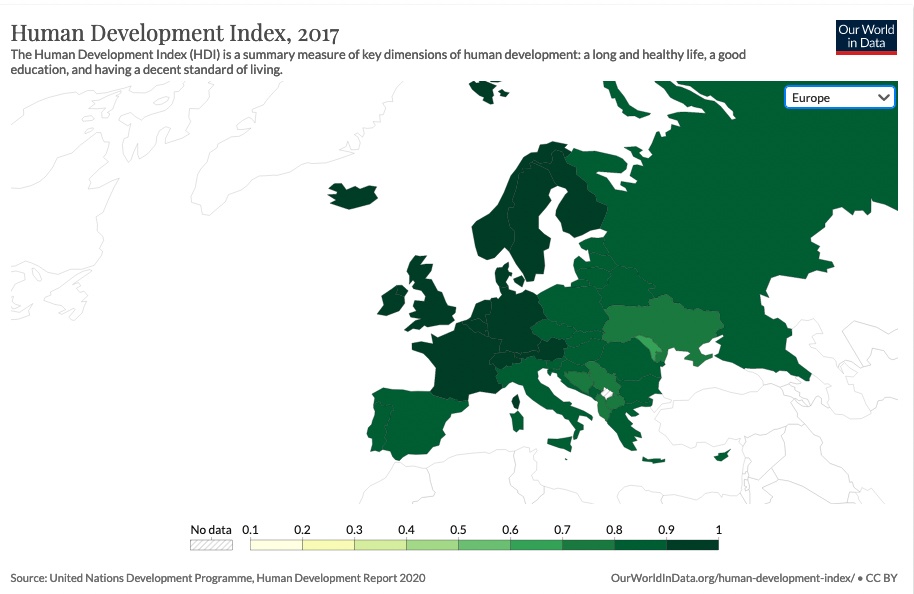 Human Development Index, 2017
The Human Development Index (HDI) is a summary measure of key dimensions of human development: a long and healthy life, a good
education, and having a decent standard of living.
Our World
in Data
Europe
No data 0.1 0.2 0.3 0.4 0.5 0.6 0.7 0.8 0.9 1
Source: United Nations Development Programme, Human Development Report 2020
OurWorldInData.org/human-development-index/ • CC BY